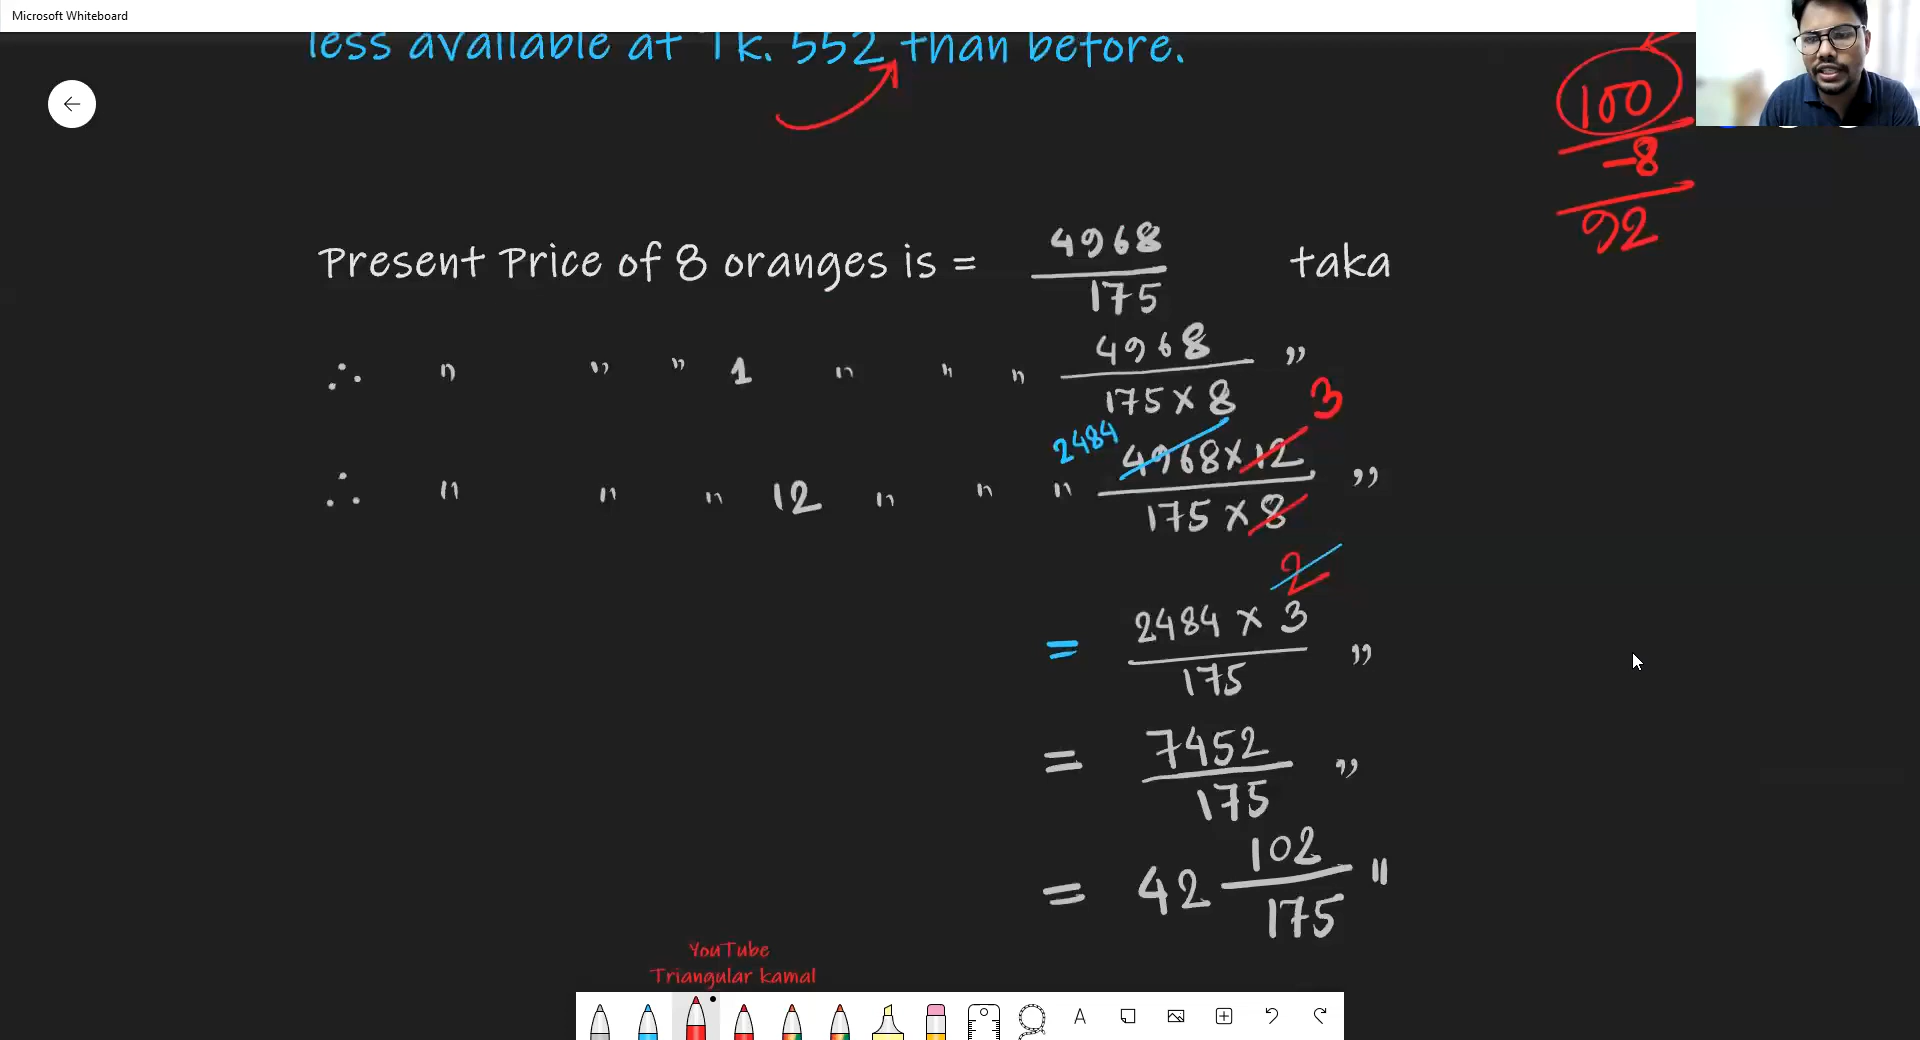 Microsoft Whiteboard
less available at Tk. 552 than before.
100
-8
92
Present Price of 8 oranges is = 4968/175 taka
∴ " " " 1 " " " 4968/175 × 8 "
2484 3
∴ " " " 12 " " " 4968 × 12/175 × 8 "
2
= 2484 × 3/175 "
= 7452/175 "
= 42 102/175 "
YouTube
Triangular kamal
A